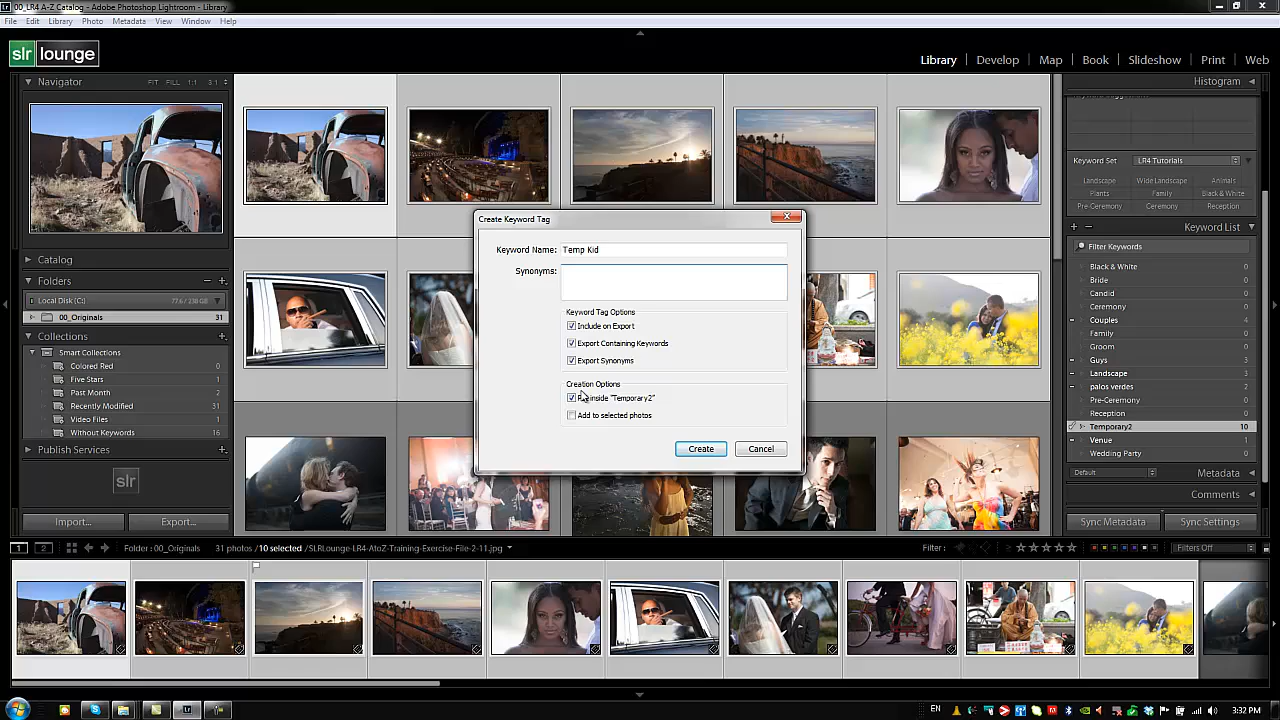 00_LR4 A-Z Catalog - Adobe Photoshop Lightroom - Library
File Edit Library Photo Metadata View Window Help
slr lounge
Library Develop Map Book Slideshow Print Web
Navigator FIT FILL 1:1 3:1
Histogram
Keyword Set LR4 Tutorials
Landscape Wide Landscape Animals
Plants Family Black & White
Pre-Ceremony Ceremony Reception
Keyword List
Filter Keywords
Black & White 0
Bride 0
Candid 0
Ceremony 0
Couples 4
Family 0
Groom 0
Guys 3
Landscape 3
palos verdes 2
Pre-Ceremony 0
Reception 0
Temporary2 10
Venue 1
Wedding Party 0
Default Metadata
Comments
Sync Metadata Sync Settings
Catalog
Folders
Local Disk (C:) 77.6 / 238 GB
00_Originals 31
Collections
Smart Collections
Colored Red 0
Five Stars 2
Past Month 2
Recently Modified 2
Video Files 0
Without Keywords 16
Publish Services
slr
Import... Export...
Create Keyword Tag
Keyword Name: Temp Kid
Synonyms:
Keyword Tag Options
Include on Export
Export Containing Keywords
Export Synonyms
Creation Options
inside "Temporary2"
Add to selected photos
Create Cancel
1 2 Folder : 00_Originals 31 photos / 10 selected / SLRLounge-LR4-AtoZ-Training-Exercise-File-2-11.jpg
Filter : Filters Off
EN 3:32 PM